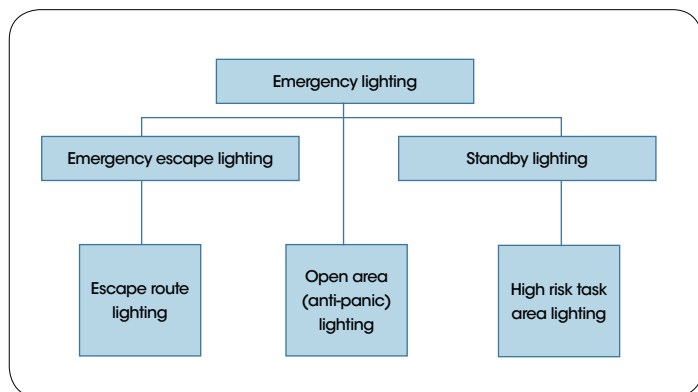 Emergency lighting
Emergency escape lighting
Standby lighting
Escape route
lighting
Open area
(anti-panic)
lighting
High risk task
area lighting